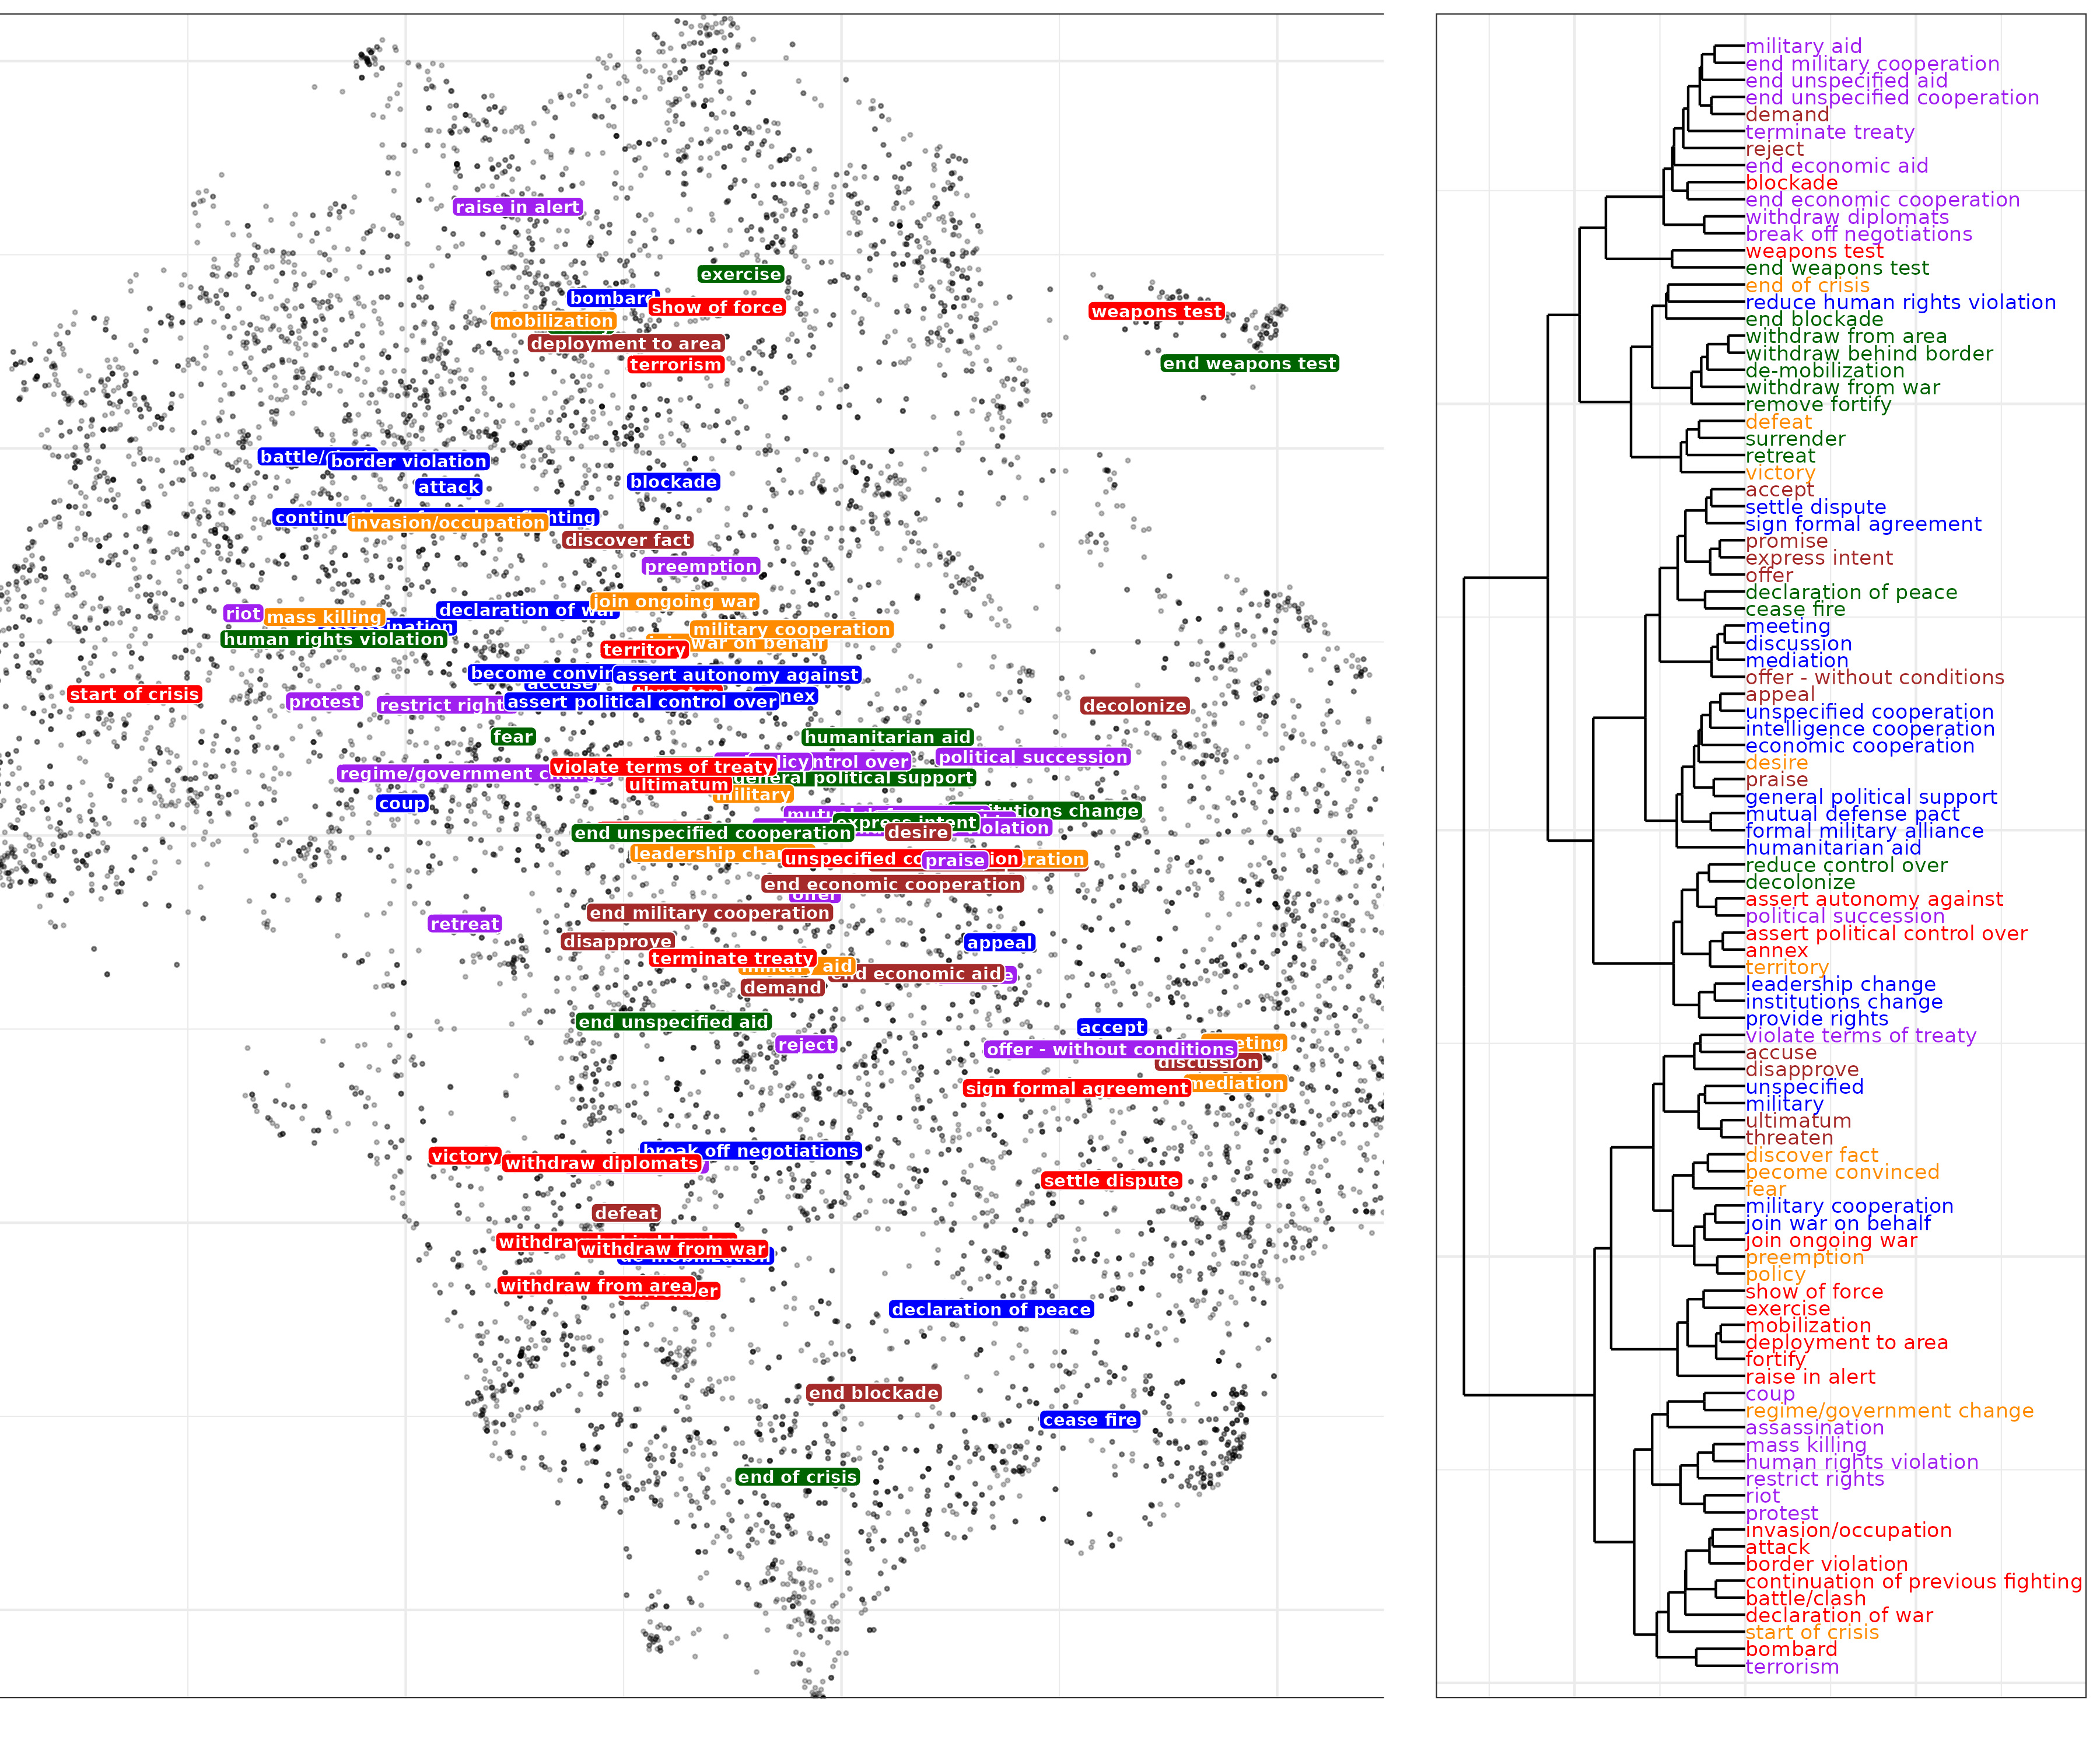 raise in alert
exercise
bombard
show of force
weapons test
mobilization
deployment to area
terrorism
end weapons test
battle/
border violation
attack
blockade
invasion/occupation
discover fact
preemption
join ongoing war
declaration of
riot
mass killing
military cooperation
human rights violation
war on behalf
territory
become
assert autonomy against
start of crisis
protest
restrict
assert political control over
decolonize
fear
humanitarian aid
political succession
violate terms of treaty
regime/government
general political support
ultimatum
military
coup
express intent
change
end unspecified cooperation
desire
leadership
unspecified
praise
end economic cooperation
end military cooperation
retreat
disapprove
appeal
terminate treaty
aid
end economic aid
demand
end unspecified aid
accept
reject
offer - without conditions
discussion
sign formal agreement
mediation
break off negotiations
victory
withdraw diplomats
settle dispute
defeat
withdraw from war
withdraw from area
declaration of peace
end blockade
cease fire
end of crisis
military aid
end military cooperation
end unspecified aid
end unspecified cooperation
demand
terminate treaty
reject
end economic aid
blockade
end economic cooperation
withdraw diplomats
break off negotiations
weapons test
end weapons test
end of crisis
reduce human rights violation
end blockade
withdraw from area
withdraw behind border
de-mobilization
withdraw from war
remove fortify
defeat
surrender
retreat
victory
accept
settle dispute
sign formal agreement
promise
express intent
offer
declaration of peace
cease fire
meeting
discussion
mediation
offer - without conditions
appeal
unspecified cooperation
intelligence cooperation
economic cooperation
desire
praise
general political support
mutual defense pact
formal military alliance
humanitarian aid
reduce control over
decolonize
assert autonomy against
political succession
assert political control over
annex
territory
leadership change
institutions change
provide rights
violate terms of treaty
accuse
disapprove
unspecified
military
ultimatum
threaten
discover fact
become convinced
fear
military cooperation
join war on behalf
join ongoing war
preemption
policy
show of force
exercise
mobilization
deployment to area
fortify
raise in alert
coup
regime/government change
assassination
mass killing
human rights violation
restrict rights
riot
protest
invasion/occupation
attack
border violation
continuation of previous fighting
battle/clash
declaration of war
start of crisis
bombard
terrorism